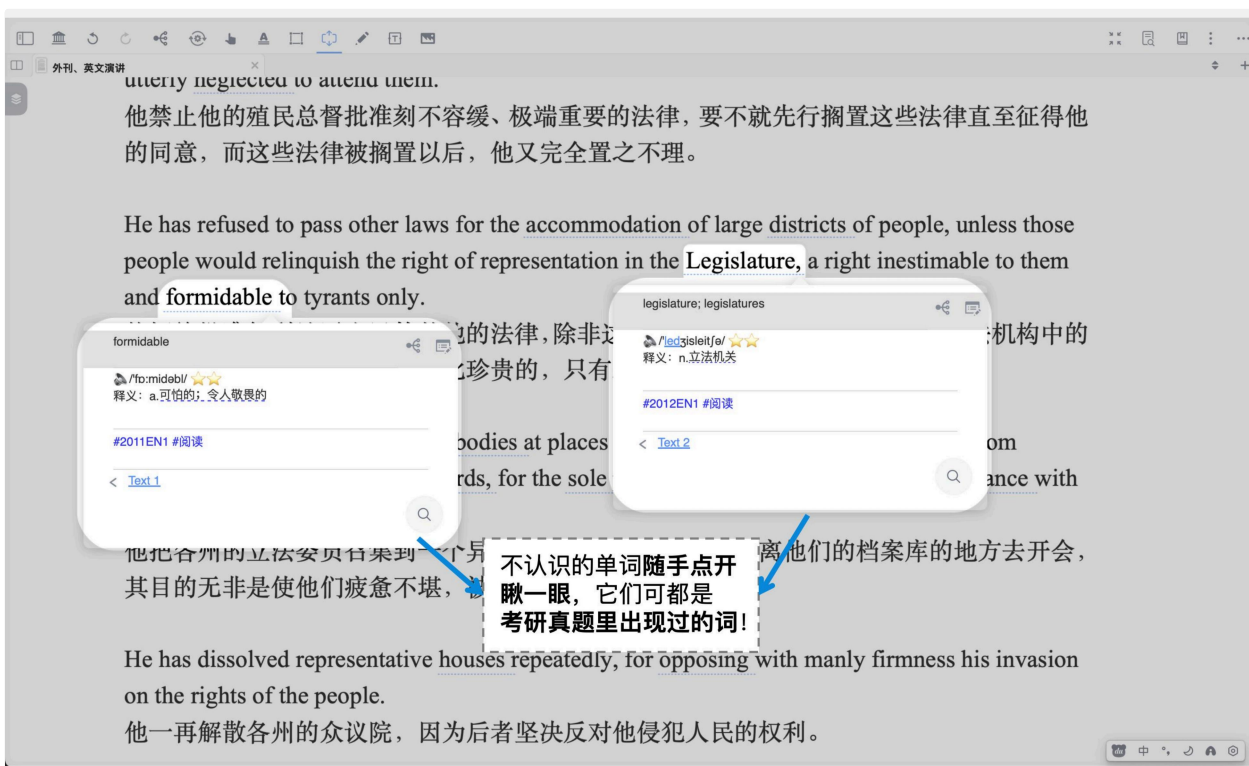 外刊、英文演讲
utterly neglected to attend them.
他禁止他的殖民总督批准刻不容缓、极端重要的法律，要不就先行搁置这些法律直至征得他
的同意，而这些法律被搁置以后，他又完全置之不理。
He has refused to pass other laws for the accommodation of large districts of people, unless those
people would relinquish the right of representation in the Legislature, a right inestimable to them
and formidable to tyrants only.
的法律，除非
机构中的
珍贵的，只有
formidable
/'fɒ:midəbl/ ⭐⭐
释义：a.可怕的；令人敬畏的
#2011EN1 #阅读
< Text 1
legislature; legislatures
/'ledʒisleitʃə/ ⭐⭐
释义：n.立法机关
#2012EN1 #阅读
< Text 2
bodies at places
om
rds, for the sole
ance with
他把各州的立法委员召集到一个异
离他们的档案库的地方去开会，
其目的无非是使他们疲惫不堪，
不认识的单词随手点开
瞅一眼，它们可都是
考研真题里出现过的词!
He has dissolved representative houses repeatedly, for opposing with manly firmness his invasion
on the rights of the people.
他一再解散各州的众议院，因为后者坚决反对他侵犯人民的权利。
中